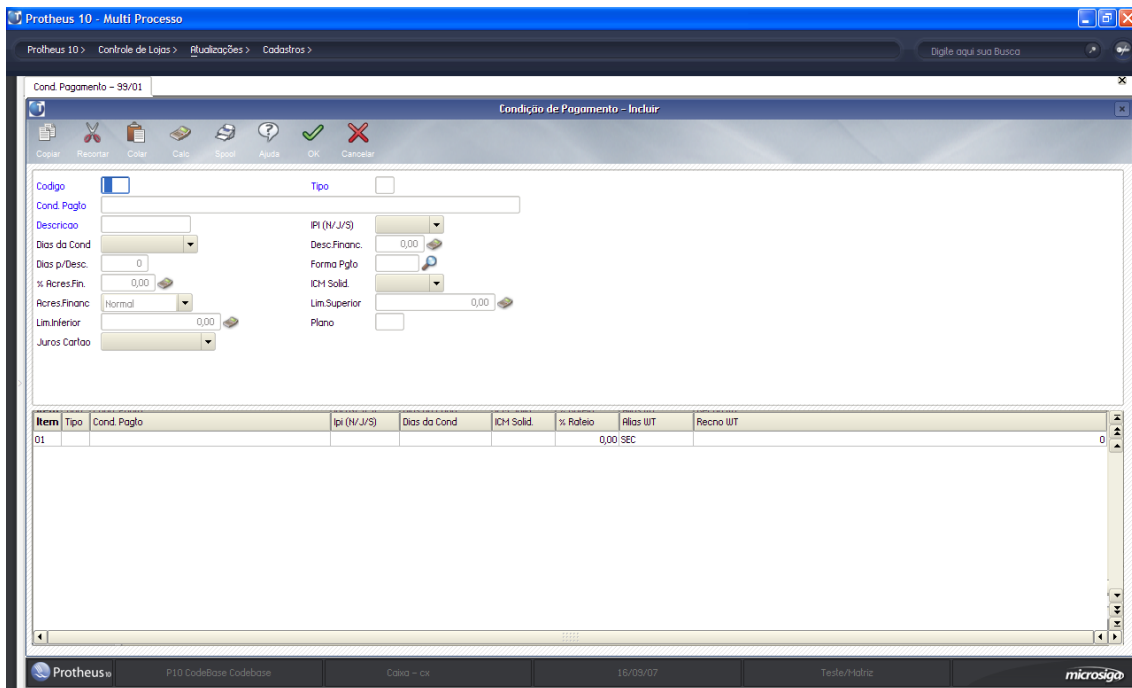 Protheus 10 - Multi Processo
Protheus 10 > Controle de Lojas > Atualizações > Cadastros >
Digite aqui sua Busca
Cond. Pagamento - 99/01
Condição de Pagamento - Incluir
Copiar Recortar Colar Calc Spool Ajuda OK Cancelar
Codigo Tipo
Cond. Pagto
Descricao IPI (N/J/S)
Dias da Cond Desc.Financ. 0,00
Dias p/Desc. 0 Forma Pgto
% Acres.Fin. 0,00 ICM Solid.
Acres.Financ Normal Lim.Superior 0,00
Lim.Inferior 0,00 Plano
Juros Cartao
Item Tipo Cond. Pagto Ipi (N/J/S) Dias da Cond ICM Solid. % Rateio Alias WT Recno WT
01 0,00 SEC 0
Protheus 10 P10 CodeBase Codebase Caixa - cx 16/09/07 Teste/Matriz microsiga